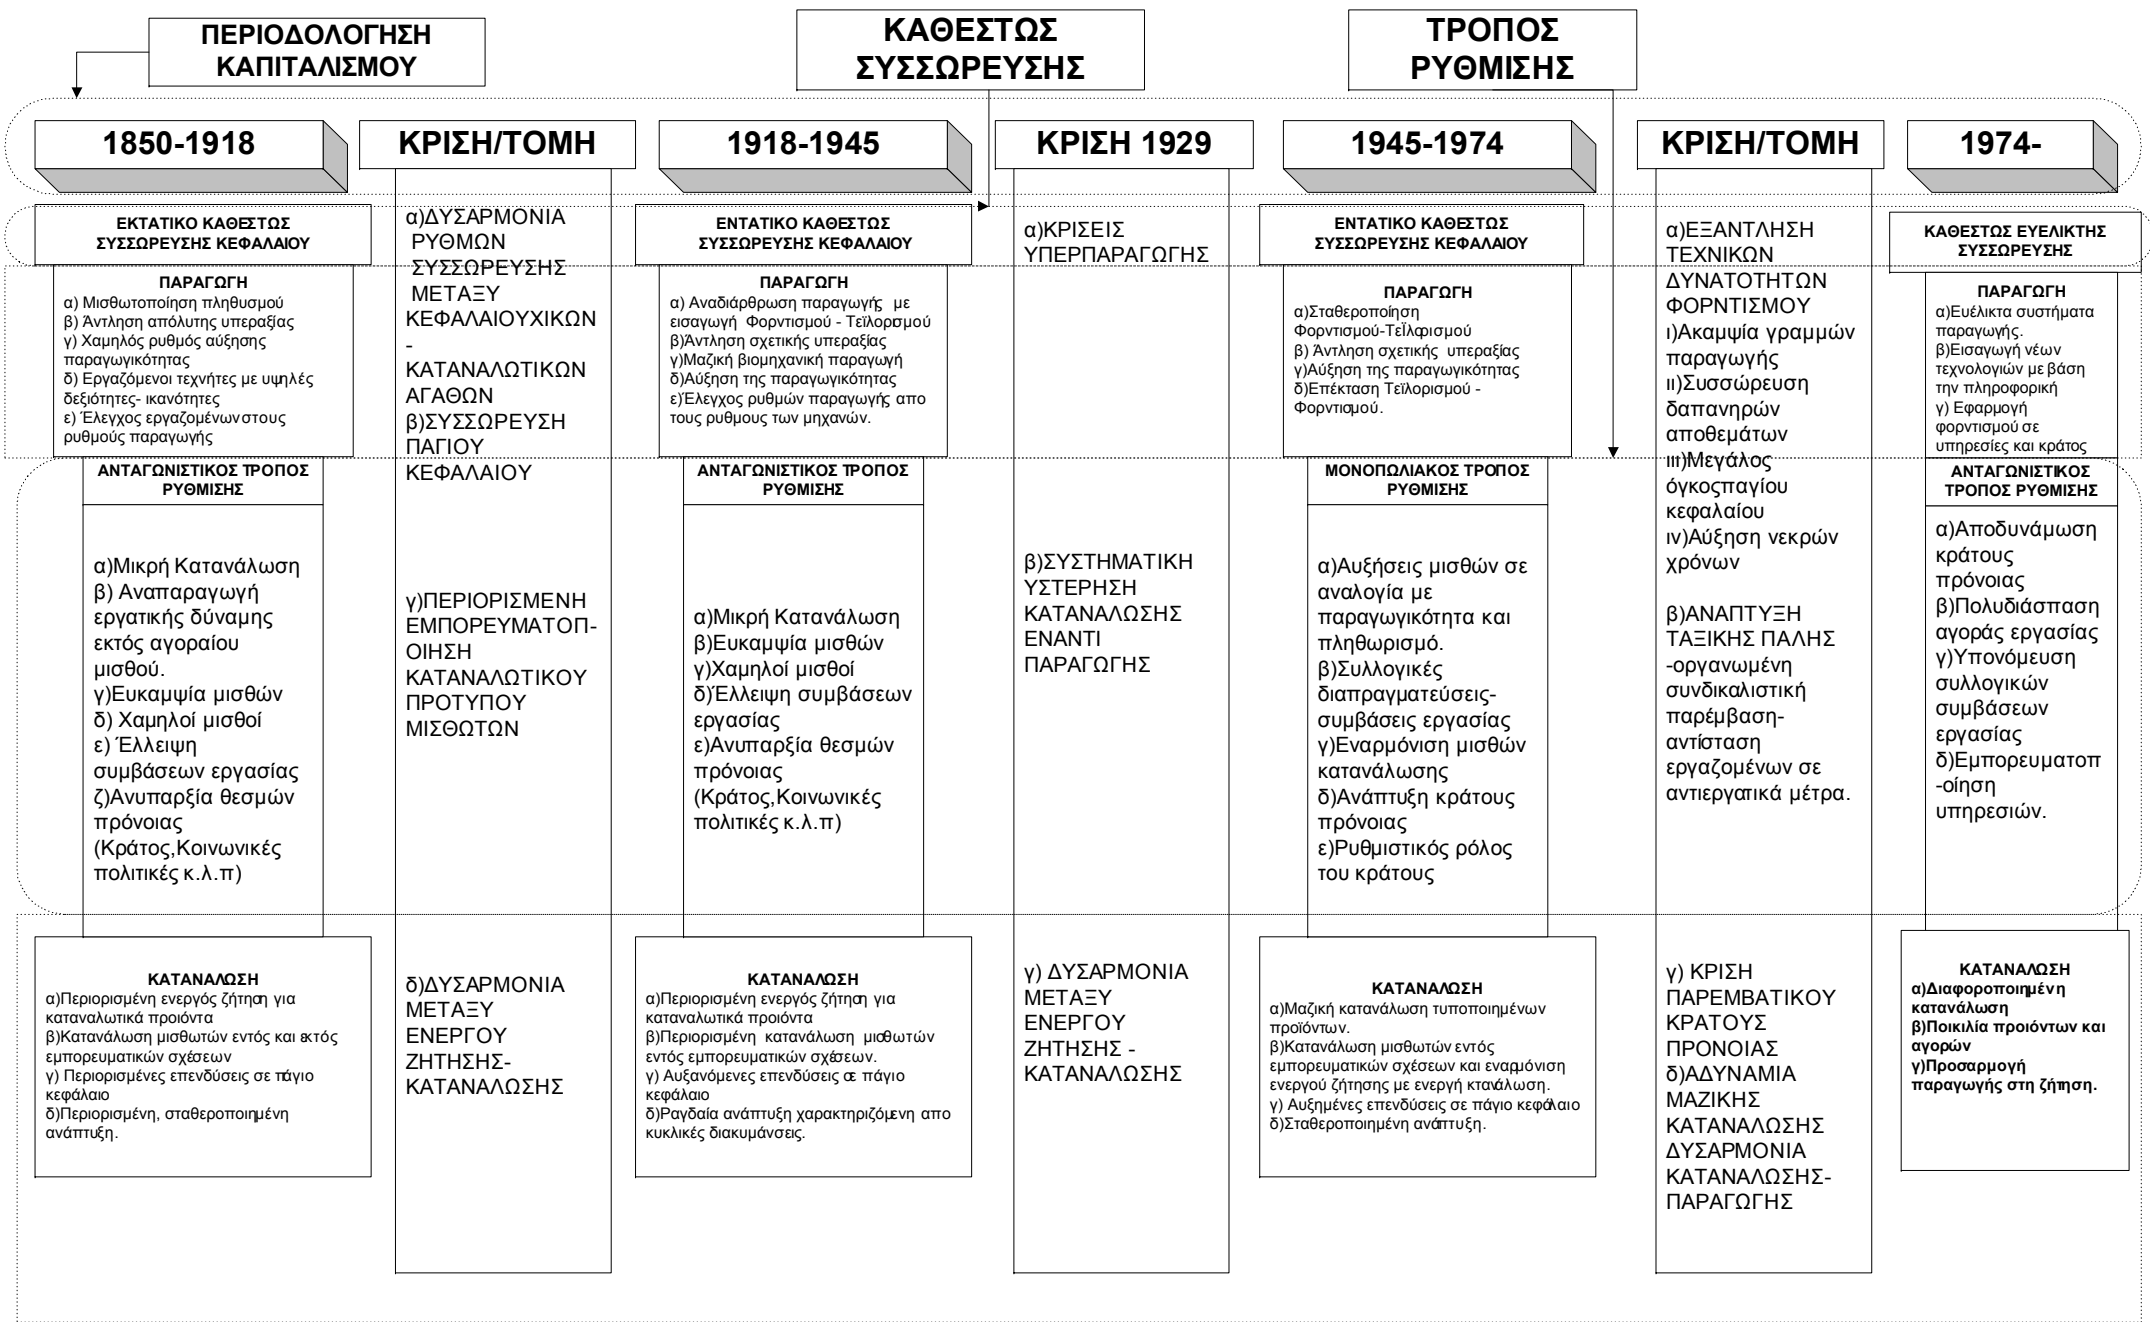 ΠΕΡΙΟΔΟΛΟΓΗΣΗ
ΚΑΠΙΤΑΛΙΣΜΟΥ
ΚΑΘΕΣΤΩΣ
ΣΥΣΣΩΡΕΥΣΗΣ
ΤΡΟΠΟΣ
ΡΥΘΜΙΣΗΣ
1850-1918
ΚΡΙΣΗ/ΤΟΜΗ
1918-1945
ΚΡΙΣΗ 1929
1945-1974
ΚΡΙΣΗ/ΤΟΜΗ
1974-
ΕΚΤΑΤΙΚΟ ΚΑΘΕΣΤΩΣ
ΣΥΣΣΩΡΕΥΣΗΣ ΚΕΦΑΛΑΙΟΥ
ΠΑΡΑΓΩΓΗ
α) Μισθωτοποίηση πληθυσμού
β) Άντληση απόλυτης υπεραξίας
γ) Χαμηλός ρυθμός αύξησης
παραγωγικότητας
δ) Εργαζόμενοι τεχνήτες με υψηλές
δεξιότητες- ικανότητες
ε) Έλεγχος εργαζομένωνστους
ρυθμούς παραγωγής
ΑΝΤΑΓΩΝΙΣΤΙΚΟΣ ΤΡΟΠΟΣ
ΡΥΘΜΙΣΗΣ
α)Μικρή Κατανάλωση
β) Αναπαραγωγή
εργατικής δύναμης
εκτός αγοραίου
μισθού.
γ)Ευκαμψία μισθών
δ) Χαμηλοί μισθοί
ε) Έλλειψη
συμβάσεων εργασίας
ζ)Ανυπαρξία θεσμών
πρόνοιας
(Κράτος,Κοινωνικές
πολιτικές κ.λ.π)
ΚΑΤΑΝΑΛΩΣΗ
α)Περιορισμένη ενεργός ζήτηση για
καταναλωτικά προιόντα
β)Κατανάλωση μισθωτών εντός και εκτός
εμπορευματικών σχέσεων
γ) Περιορισμένες επενδύσεις σε πάγιο
κεφάλαιο
δ)Περιορισμένη, σταθεροποιημένη
ανάπτυξη.
α)ΔΥΣΑΡΜΟΝΙΑ
ΡΥΘΜΩΝ
ΣΥΣΣΩΡΕΥΣΗΣ
ΜΕΤΑΞΥ
ΚΕΦΑΛΑΙΟΥΧΙΚΩΝ
-
ΚΑΤΑΝΑΛΩΤΙΚΩΝ
ΑΓΑΘΩΝ
β)ΣΥΣΣΩΡΕΥΣΗ
ΠΑΓΙΟΥ
ΚΕΦΑΛΑΙΟΥ
γ)ΠΕΡΙΟΡΙΣΜΕΝΗ
ΕΜΠΟΡΕΥΜΑΤΟΠ-
ΟΙΗΣΗ
ΚΑΤΑΝΑΛΩΤΙΚΟΥ
ΠΡΟΤΥΠΟΥ
ΜΙΣΘΩΤΩΝ
δ)ΔΥΣΑΡΜΟΝΙΑ
ΜΕΤΑΞΥ
ΕΝΕΡΓΟΥ
ΖΗΤΗΣΗΣ-
ΚΑΤΑΝΑΛΩΣΗΣ
ΕΝΤΑΤΙΚΟ ΚΑΘΕΣΤΩΣ
ΣΥΣΣΩΡΕΥΣΗΣ ΚΕΦΑΛΑΙΟΥ
ΠΑΡΑΓΩΓΗ
α) Αναδιάρθρωση παραγωγής με
εισαγωγή Φορντισμού - Τεϊλορισμού
β)Άντληση σχετικής υπεραξίας
γ)Μαζική βιομηχανική παραγωγή
δ)Αύξηση της παραγωγικότητας
ε)Έλεγχος ρυθμών παραγωγής απο
τους ρυθμους των μηχανών.
ΑΝΤΑΓΩΝΙΣΤΙΚΟΣ ΤΡΟΠΟΣ
ΡΥΘΜΙΣΗΣ
α)Μικρή Κατανάλωση
β)Ευκαμψία μισθών
γ)Χαμηλοί μισθοί
δ)Έλλειψη συμβάσεων
εργασίας
ε)Ανυπαρξία θεσμών
πρόνοιας
(Κράτος,Κοινωνικές
πολιτικές κ.λ.π)
ΚΑΤΑΝΑΛΩΣΗ
α)Περιορισμένη ενεργός ζήτηση για
καταναλωτικά προιόντα
β)Περιορισμένη κατανάλωση μισθωτών
εντός εμπορευματικών σχέσεων.
γ) Αυξανόμενες επενδύσεις σε πάγιο
κεφάλαιο
δ)Ραγδαία ανάπτυξη χαρακτηριζόμενη απο
κυκλικές διακυμάνσεις.
α)ΚΡΙΣΕΙΣ
ΥΠΕΡΠΑΡΑΓΩΓΗΣ
β)ΣΥΣΤΗΜΑΤΙΚΗ
ΥΣΤΕΡΗΣΗ
ΚΑΤΑΝΑΛΩΣΗΣ
ΕΝΑΝΤΙ
ΠΑΡΑΓΩΓΗΣ
γ) ΔΥΣΑΡΜΟΝΙΑ
ΜΕΤΑΞΥ
ΕΝΕΡΓΟΥ
ΖΗΤΗΣΗΣ -
ΚΑΤΑΝΑΛΩΣΗΣ
ΕΝΤΑΤΙΚΟ ΚΑΘΕΣΤΩΣ
ΣΥΣΣΩΡΕΥΣΗΣ ΚΕΦΑΛΑΙΟΥ
ΠΑΡΑΓΩΓΗ
α)Σταθεροποίηση
Φορντισμού-ΤεΪλορισμού
β) Άντληση σχετικής υπεραξίας
γ)Αύξηση της παραγωγικότητας
δ)Επέκταση Τεϊλορισμού -
Φορντισμού.
ΜΟΝΟΠΩΛΙΑΚΟΣ ΤΡΟΠΟΣ
ΡΥΘΜΙΣΗΣ
α)Αυξήσεις μισθών σε
αναλογία με
παραγωγικότητα και
πληθωρισμό.
β)Συλλογικές
διαπραγματεύσεις-
συμβάσεις εργασίας
γ)Εναρμόνιση μισθών
κατανάλωσης
δ)Ανάπτυξη κράτους
πρόνοιας
ε)Ρυθμιστικός ρόλος
του κράτους
ΚΑΤΑΝΑΛΩΣΗ
α)Μαζική κατανάλωση τυποποιημένων
προϊόντων.
β)Κατανάλωση μισθωτών εντός
εμπορευματικών σχέσεων και εναρμόνιση
ενεργού ζήτησης με ενεργή κτανάλωση.
γ) Αυξημένες επενδύσεις σε πάγιο κεφάλαιο
δ)Σταθεροποιημένη ανάπτυξη.
α)ΕΞΑΝΤΛΗΣΗ
ΤΕΧΝΙΚΩΝ
ΔΥΝΑΤΟΤΗΤΩΝ
ΦΟΡΝΤΙΣΜΟΥ
ι)Ακαμψία γραμμών
παραγωγής
ιι)Συσσώρευση
δαπανηρών
αποθεμάτων
ιιι)Μεγάλος
όγκοςπαγίου
κεφαλαίου
ιν)Αύξηση νεκρών
χρόνων
β)ΑΝΑΠΤΥΞΗ
ΤΑΞΙΚΗΣ ΠΑΛΗΣ
-οργανωμένη
συνδικαλιστική
παρέμβαση-
αντίσταση
εργαζομένων σε
αντιεργατικά μέτρα.
γ) ΚΡΙΣΗ
ΠΑΡΕΜΒΑΤΙΚΟΥ
ΚΡΑΤΟΥΣ
ΠΡΟΝΟΙΑΣ
δ)ΑΔΥΝΑΜΙΑ
ΜΑΖΙΚΗΣ
ΚΑΤΑΝΑΛΩΣΗΣ
ΔΥΣΑΡΜΟΝΙΑ
ΚΑΤΑΝΑΛΩΣΗΣ-
ΠΑΡΑΓΩΓΗΣ
ΚΑΘΕΣΤΩΣ ΕΥΕΛΙΚΤΗΣ
ΣΥΣΣΩΡΕΥΣΗΣ
ΠΑΡΑΓΩΓΗ
α)Ευέλικτα συστήματα
παραγωγής.
β)Εισαγωγή νέων
τεχνολογιών με βάση
την πληροφορική
γ) Εφαρμογή
φορντισμού σε
υπηρεσίες και κράτος
ΑΝΤΑΓΩΝΙΣΤΙΚΟΣ
ΤΡΟΠΟΣ ΡΥΘΜΙΣΗΣ
α)Αποδυνάμωση
κράτους
πρόνοιας
β)Πολυδιάσπαση
αγοράς εργασίας
γ)Υπονόμευση
συλλογικών
συμβάσεων
εργασίας
δ)Εμπορευματοπ
-οίηση
υπηρεσιών.
ΚΑΤΑΝΑΛΩΣΗ
α)Διαφοροποιημένη
κατανάλωση
β)Ποικιλία προιόντων και
αγορών
γ)Προσαρμογή
παραγωγής στη ζήτηση.